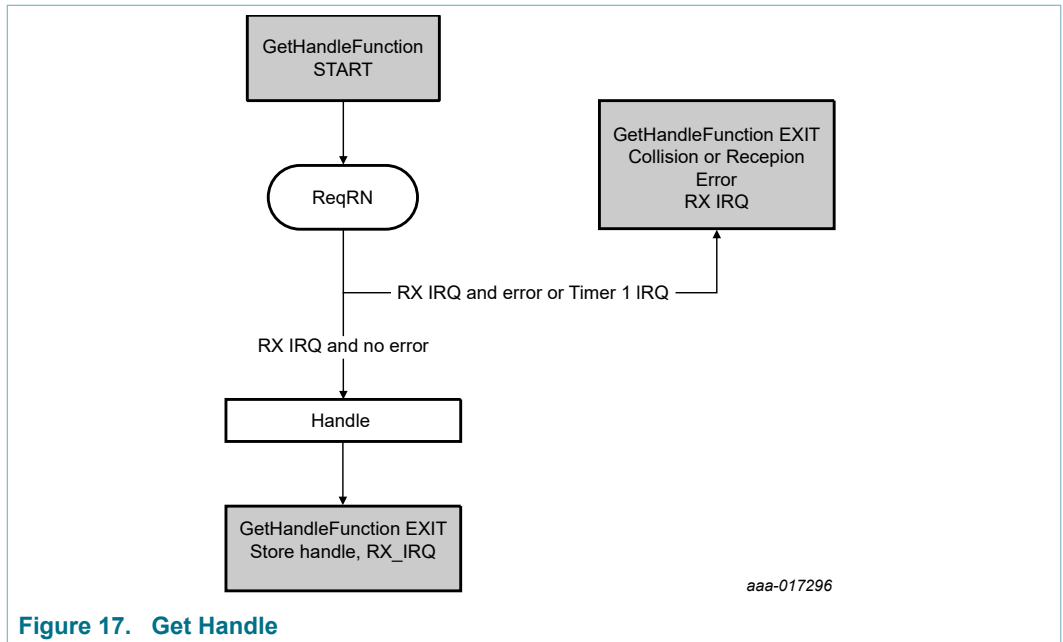 GetHandleFunction
START
GetHandleFunction EXIT
Collision or Recepion
Error
RX IRQ
ReqRN
RX IRQ and error or Timer 1 IRQ
RX IRQ and no error
Handle
GetHandleFunction EXIT
Store handle, RX_IRQ
aaa-017296
Figure 17. Get Handle